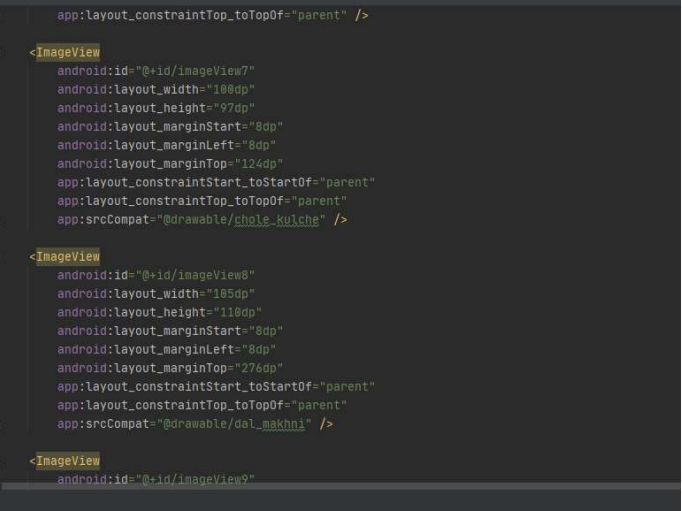 app:layout_constraintTop_toTopOf="parent" />
<ImageView
android:id="@+id/imageView7"
android:layout_width="100dp"
android:layout_height="97dp"
android:layout_marginStart="8dp"
android:layout_marginLeft="8dp"
android:layout_marginTop="124dp"
app:layout_constraintStart_toStartOf="parent"
app:layout_constraintTop_toTopOf="parent"
app:srcCompat="@drawable/chole_kulche" />
<ImageView
android:id="@+id/imageView8"
android:layout_width="105dp"
android:layout_height="110dp"
android:layout_marginStart="8dp"
android:layout_marginLeft="8dp"
android:layout_marginTop="276dp"
app:layout_constraintStart_toStartOf="parent"
app:layout_constraintTop_toTopOf="parent"
app:srcCompat="@drawable/dal_makhni" />
<ImageView
android:id="@+id/imageView9"